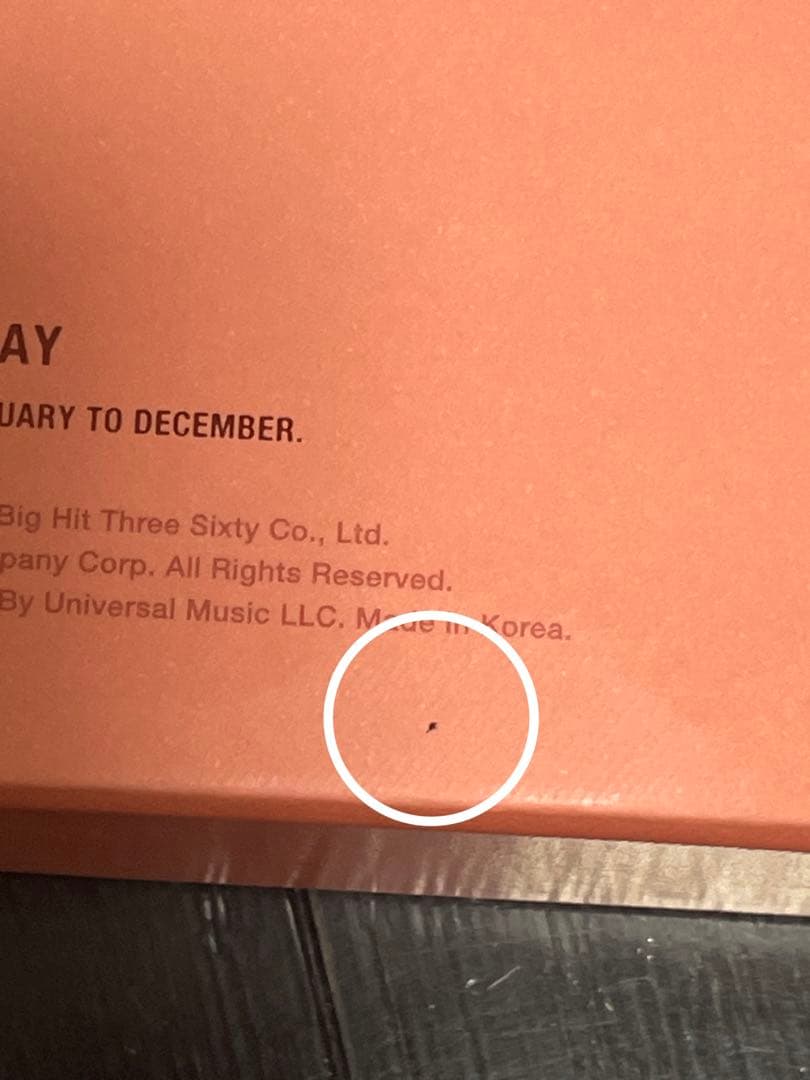 AY
UARY TO DECEMBER.
Big Hit Three Sixty Co., Ltd.
pany Corp. All Rights Reserved.
By Universal Music LLC. Made in Korea.